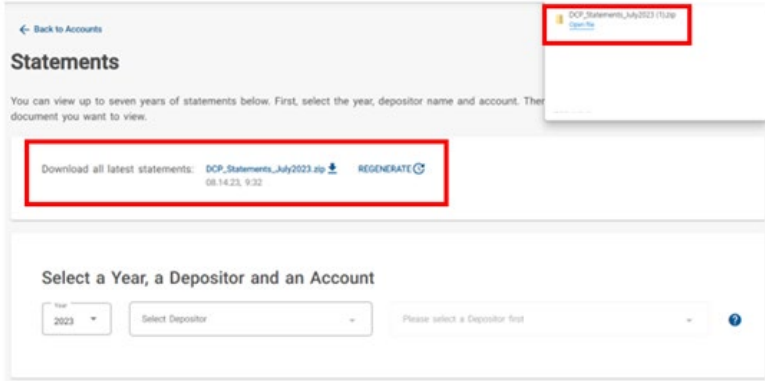 DCP_Statements_July2023 (1).zip
Open file
Back to Accounts
Statements
You can view up to seven years of statements below. First, select the year, depositor name and account. Then
document you want to view.
Download all latest statements: DCP_Statements_July2023.zip REGENERATE
08.14.23, 9:32
Select a Year, a Depositor and an Account
Year
2023 Select Depositor Please select a Depositor first ?